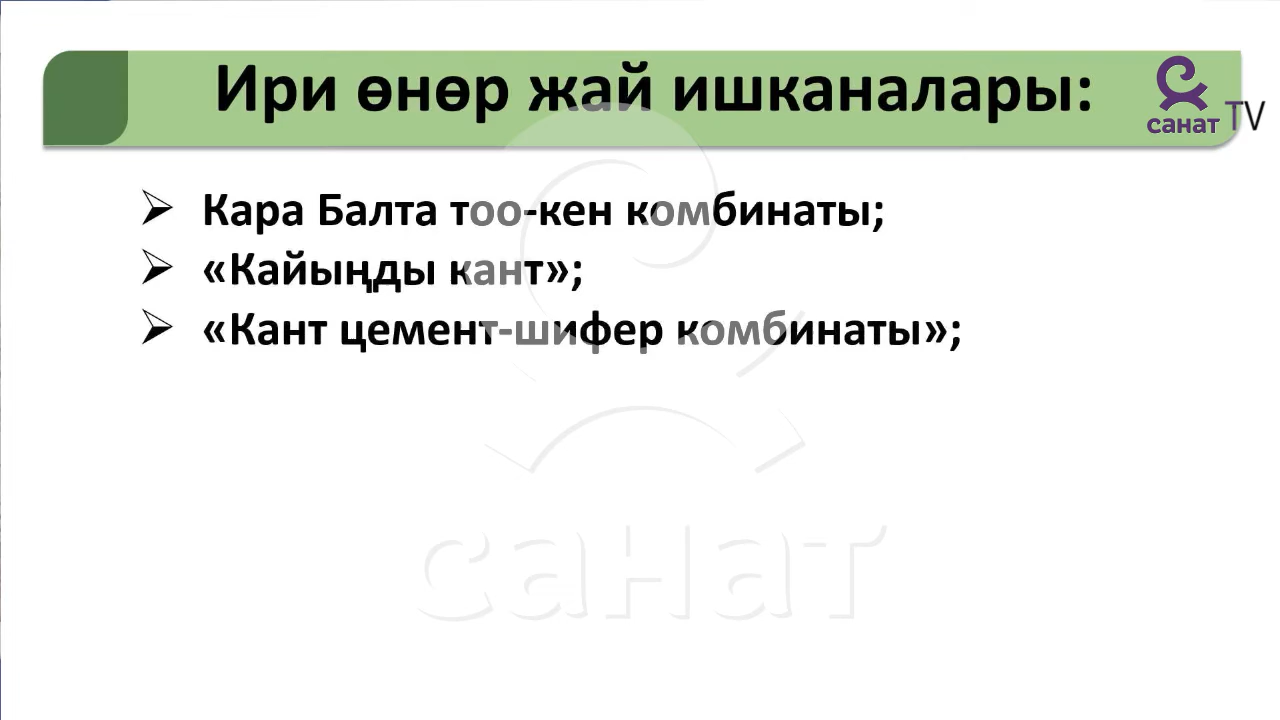 Ири өнөр жай ишканалары:
санат TV
➢ Кара Балта тоо-кен комбинаты;
➢ «Кайыңды кант»;
➢ «Кант цемент-шифер комбинаты»;
санат